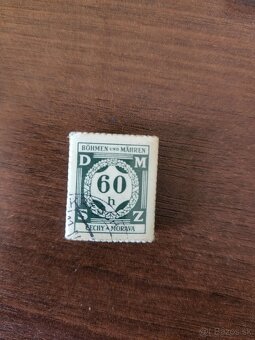 BÖHMEN UND MÄHREN
D M
60
h
S Z
ČECHY A MORAVA
bazos.sk